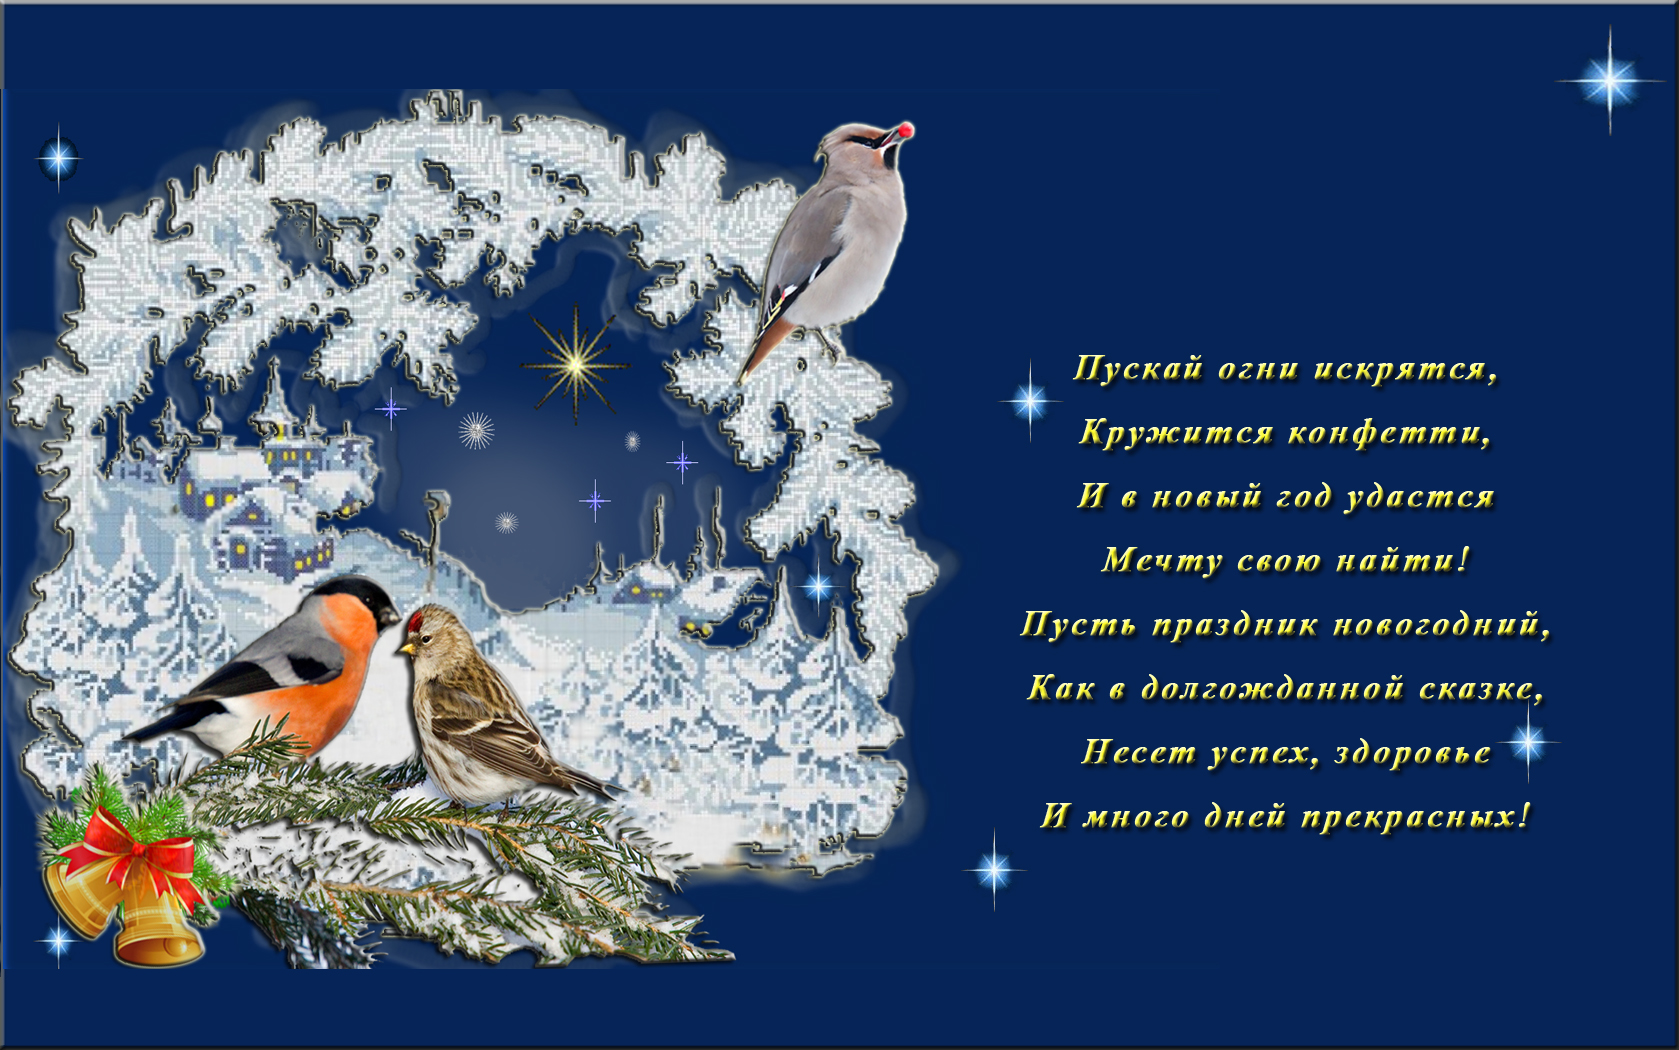 Пускай огни искрятся,
Кружится конфетти,
И в новый год удастся
Мечту свою найти!
Пусть праздник новогодний,
Как в долгожданной сказке,
Несет успех, здоровье
И много дней прекрасных!